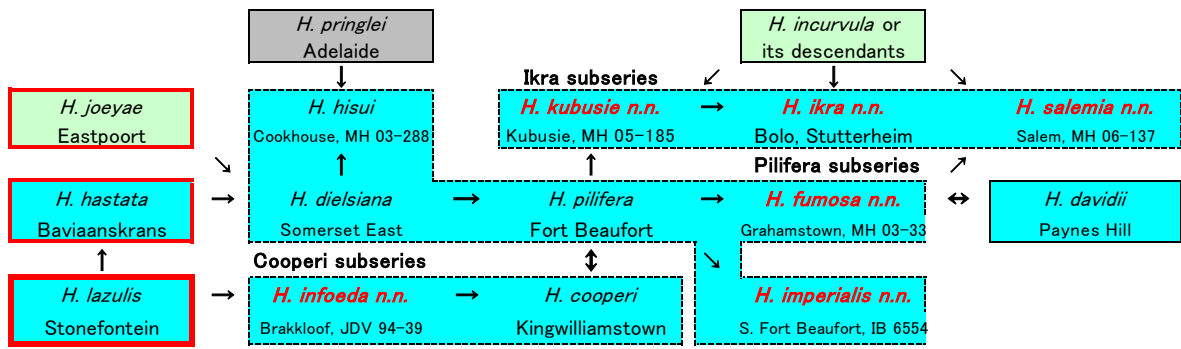 H. pringlei
Adelaide
H. incurvula or
its descendants
Ikra subseries
H. joeyae
Eastpoort
H. hisui
Cookhouse, MH 03-288
H. kubusie n.n.
Kubusie, MH 05-185
H. ikra n.n.
Bolo, Stutterheim
H. salemia n.n.
Salem, MH 06-137
Pilifera subseries
H. hastata
Baviaanskrans
H. dielsiana
Somerset East
H. pilifera
Fort Beaufort
H. fumosa n.n.
Grahamstown, MH 03-33
H. davidii
Paynes Hill
Cooperi subseries
H. lazulis
Stonefontein
H. infoeda n.n.
Brakkloof, JDV 94-39
H. cooperi
Kingwilliamstown
H. imperialis n.n.
S. Fort Beaufort, IB 6554